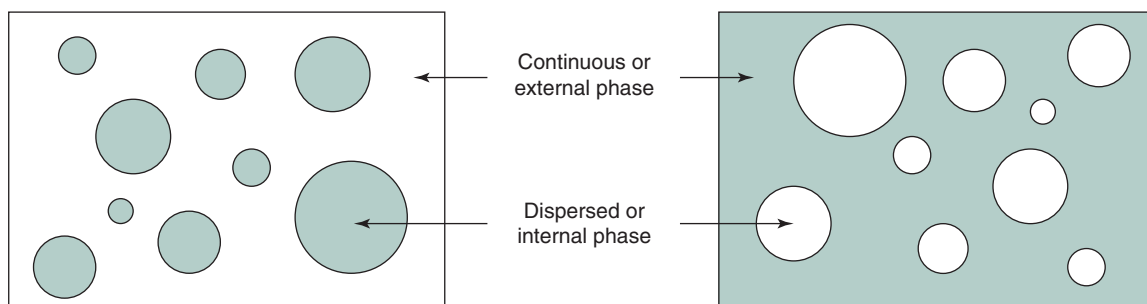 Continuous or
external phase
Dispersed or
internal phase